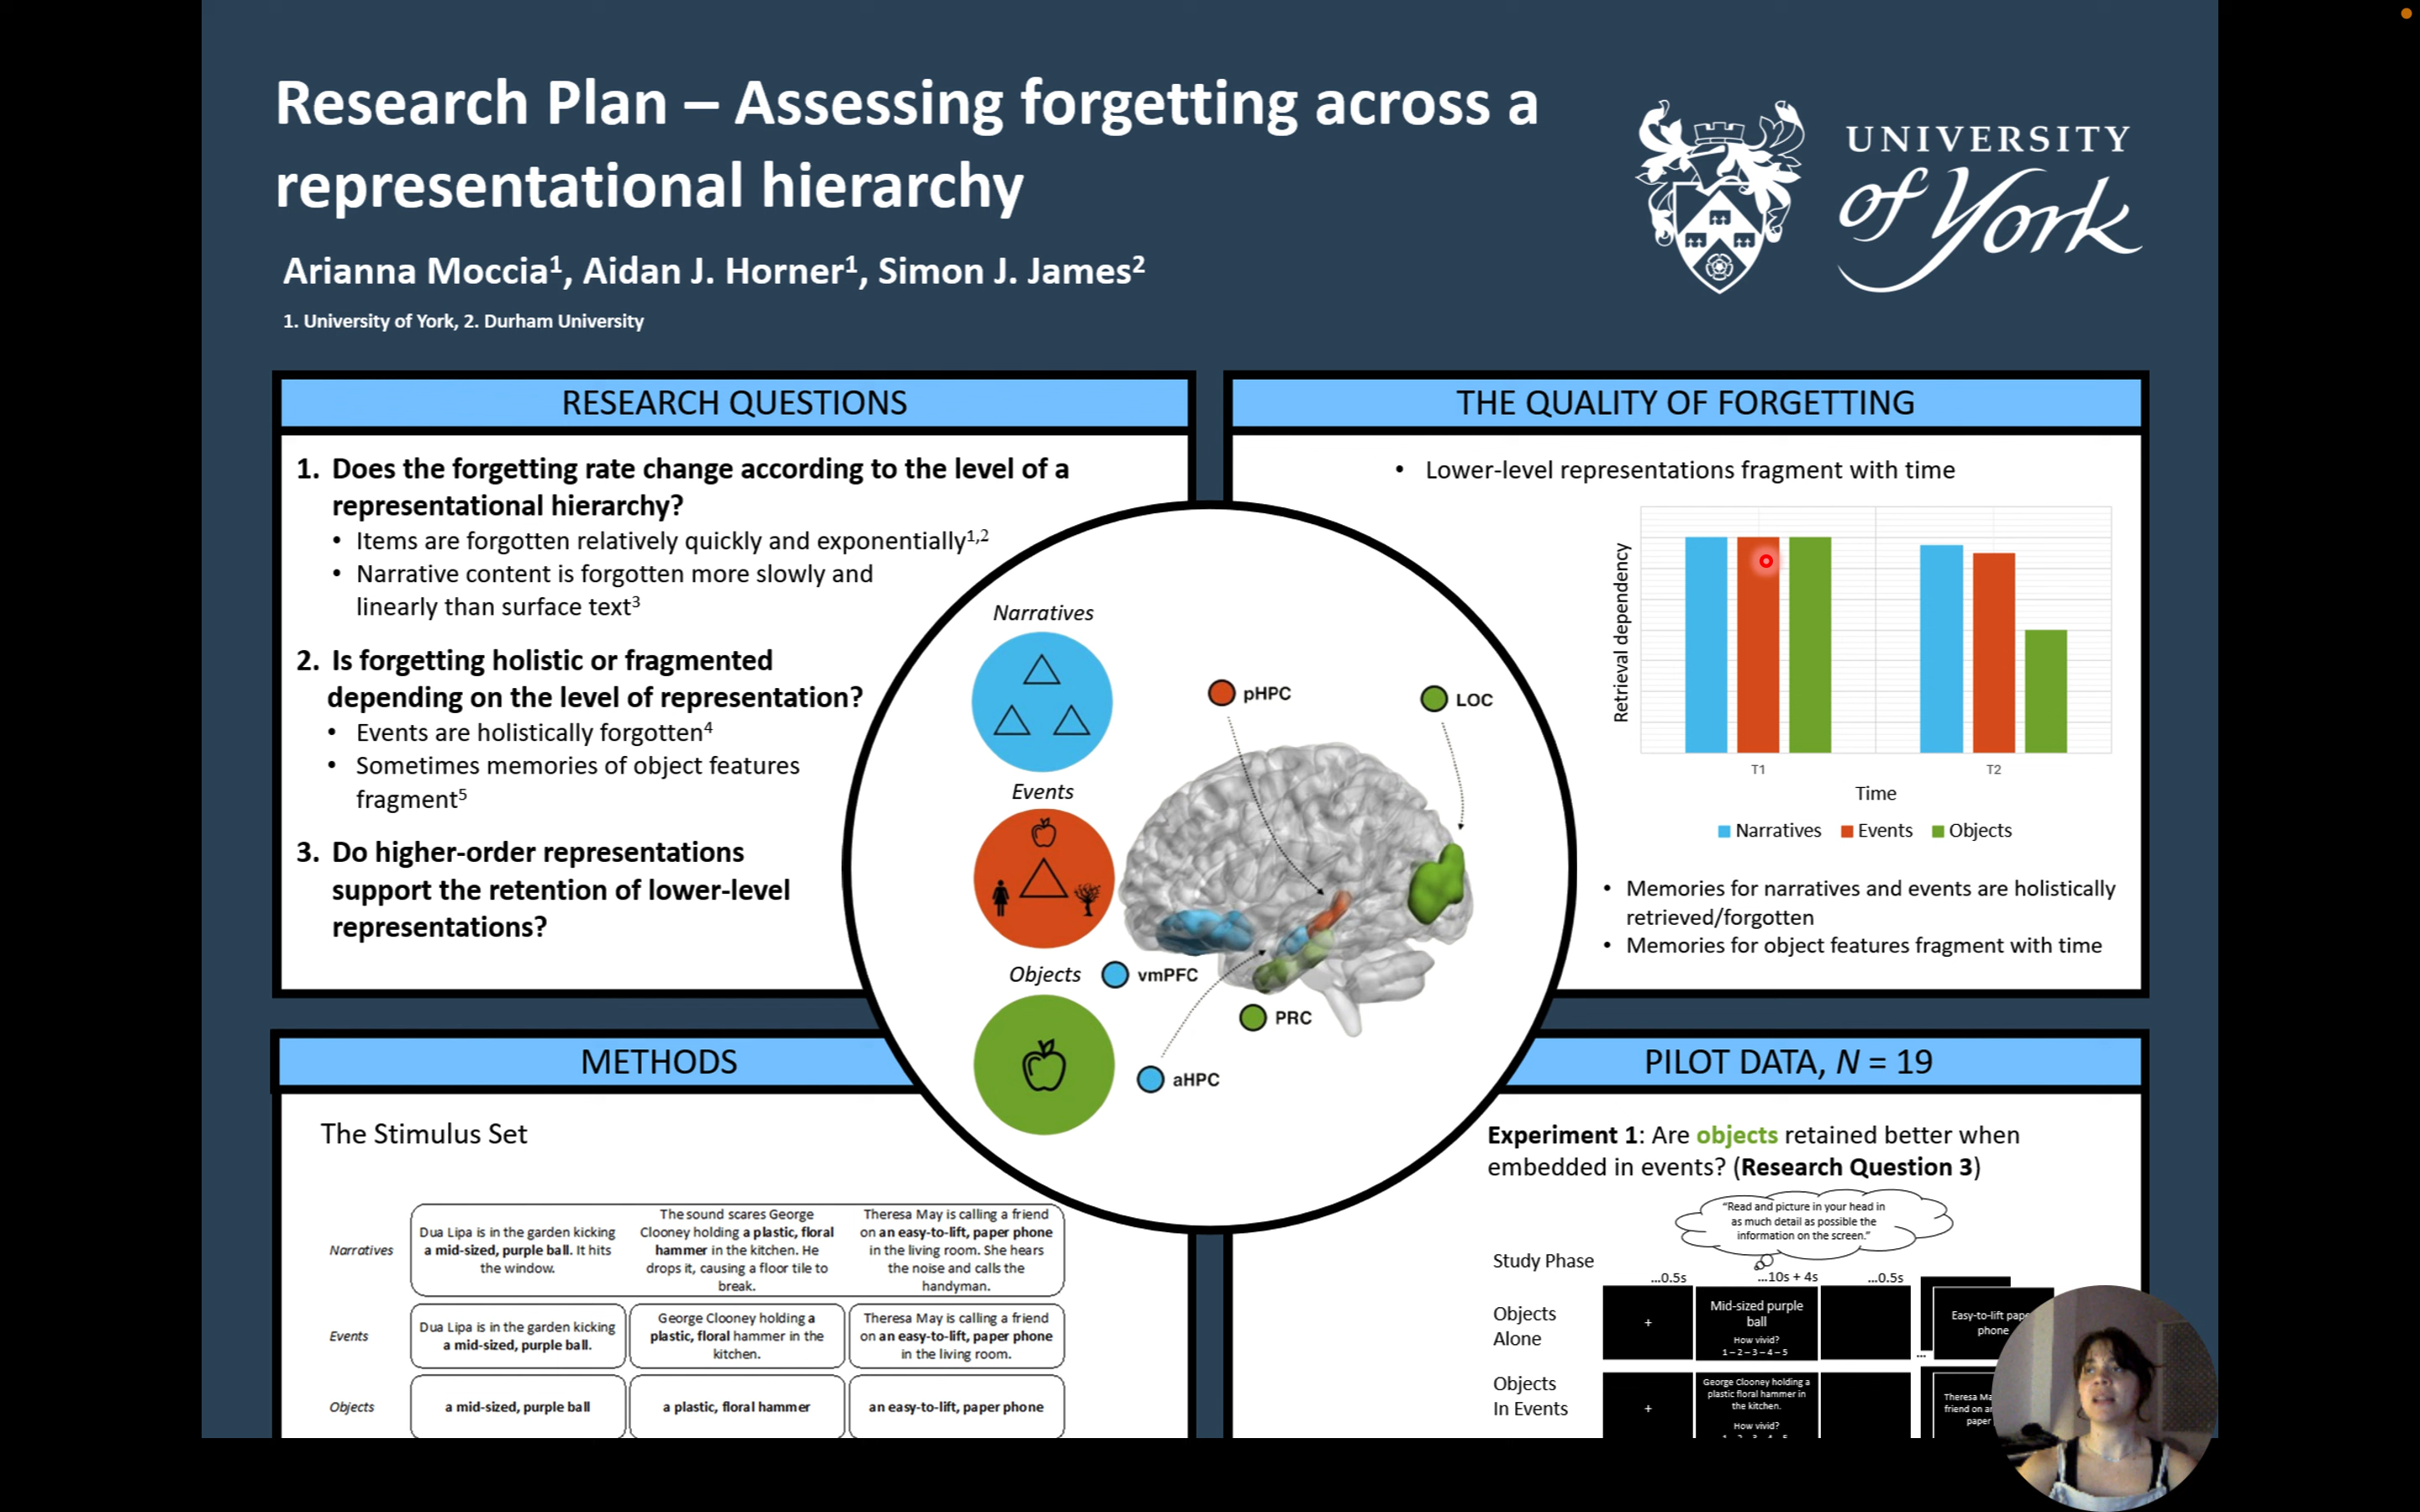 Research Plan – Assessing forgetting across a
representational hierarchy
Arianna Moccia1, Aidan J. Horner1, Simon J. James2
1. University of York, 2. Durham University
UNIVERSITY
of York
RESEARCH QUESTIONS
1. Does the forgetting rate change according to the level of a
representational hierarchy?
• Items are forgotten relatively quickly and exponentially1,2
• Narrative content is forgotten more slowly and
linearly than surface text3
2. Is forgetting holistic or fragmented
depending on the level of representation?
• Events are holistically forgotten4
• Sometimes memories of object features
fragment5
3. Do higher-order representations
support the retention of lower-level
representations?
Narratives
Events
Objects
pHPC
LOC
vmPFC
PRC
aHPC
THE QUALITY OF FORGETTING
• Lower-level representations fragment with time
Retrieval dependency
T1
T2
Time
Narratives
Events
Objects
• Memories for narratives and events are holistically
retrieved/forgotten
• Memories for object features fragment with time
METHODS
The Stimulus Set
Narratives
Dua Lipa is in the garden kicking
a mid-sized, purple ball. It hits
the window.
The sound scares George
Clooney holding a plastic, floral
hammer in the kitchen. He
drops it, causing a floor tile to
break.
Theresa May is calling a friend
on an easy-to-lift, paper phone
in the living room. She hears
the noise and calls the
handyman.
Events
Dua Lipa is in the garden kicking
a mid-sized, purple ball.
George Clooney holding a
plastic, floral hammer in the
kitchen.
Theresa May is calling a friend
on an easy-to-lift, paper phone
in the living room.
Objects
a mid-sized, purple ball
a plastic, floral hammer
an easy-to-lift, paper phone
PILOT DATA, N = 19
Experiment 1: Are objects retained better when
embedded in events? (Research Question 3)
"Read and picture in your head in
as much detail as possible the
information on the screen."
Study Phase
...0.5s
...10s + 4s
...0.5s
Objects
Alone
+
Mid-sized purple
ball
How vivid?
1 – 2 – 3 – 4 – 5
...
Easy-to-lift pap
phone
Objects
In Events
+
George Clooney holding a
plastic floral hammer in
the kitchen.
How vivid?
Theresa Ma
friend on a
paper